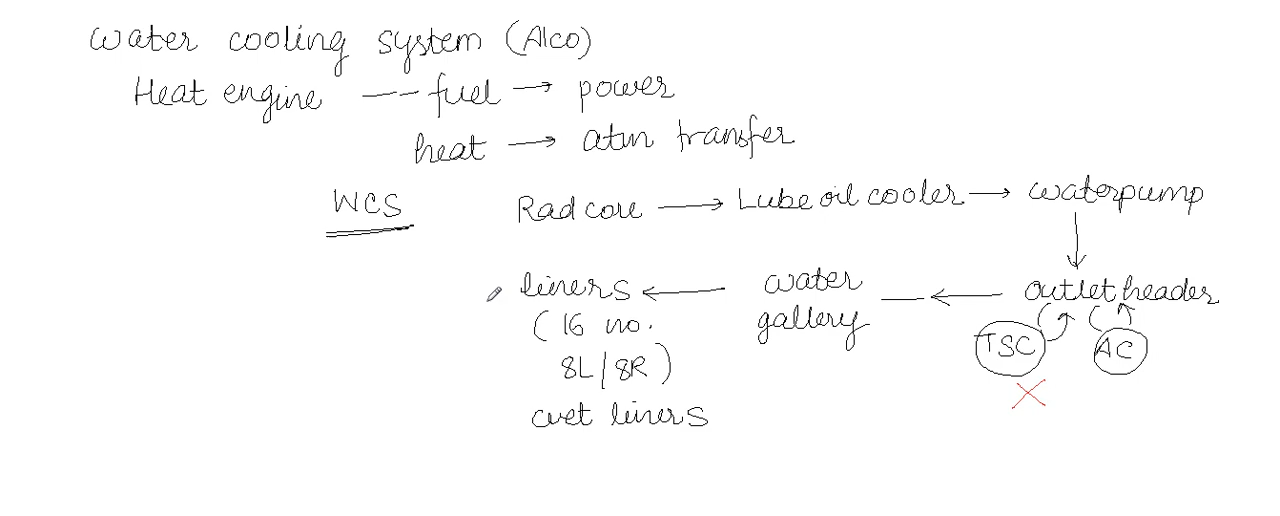 water cooling system (Alco)
Heat engine -- fuel → power
heat → atm transfer
WCS
Rad core → Lube oil cooler → waterpump
liners ← water gallery ← outlet header
(16 no.
8L/8R)
TSC
AC
wet liners